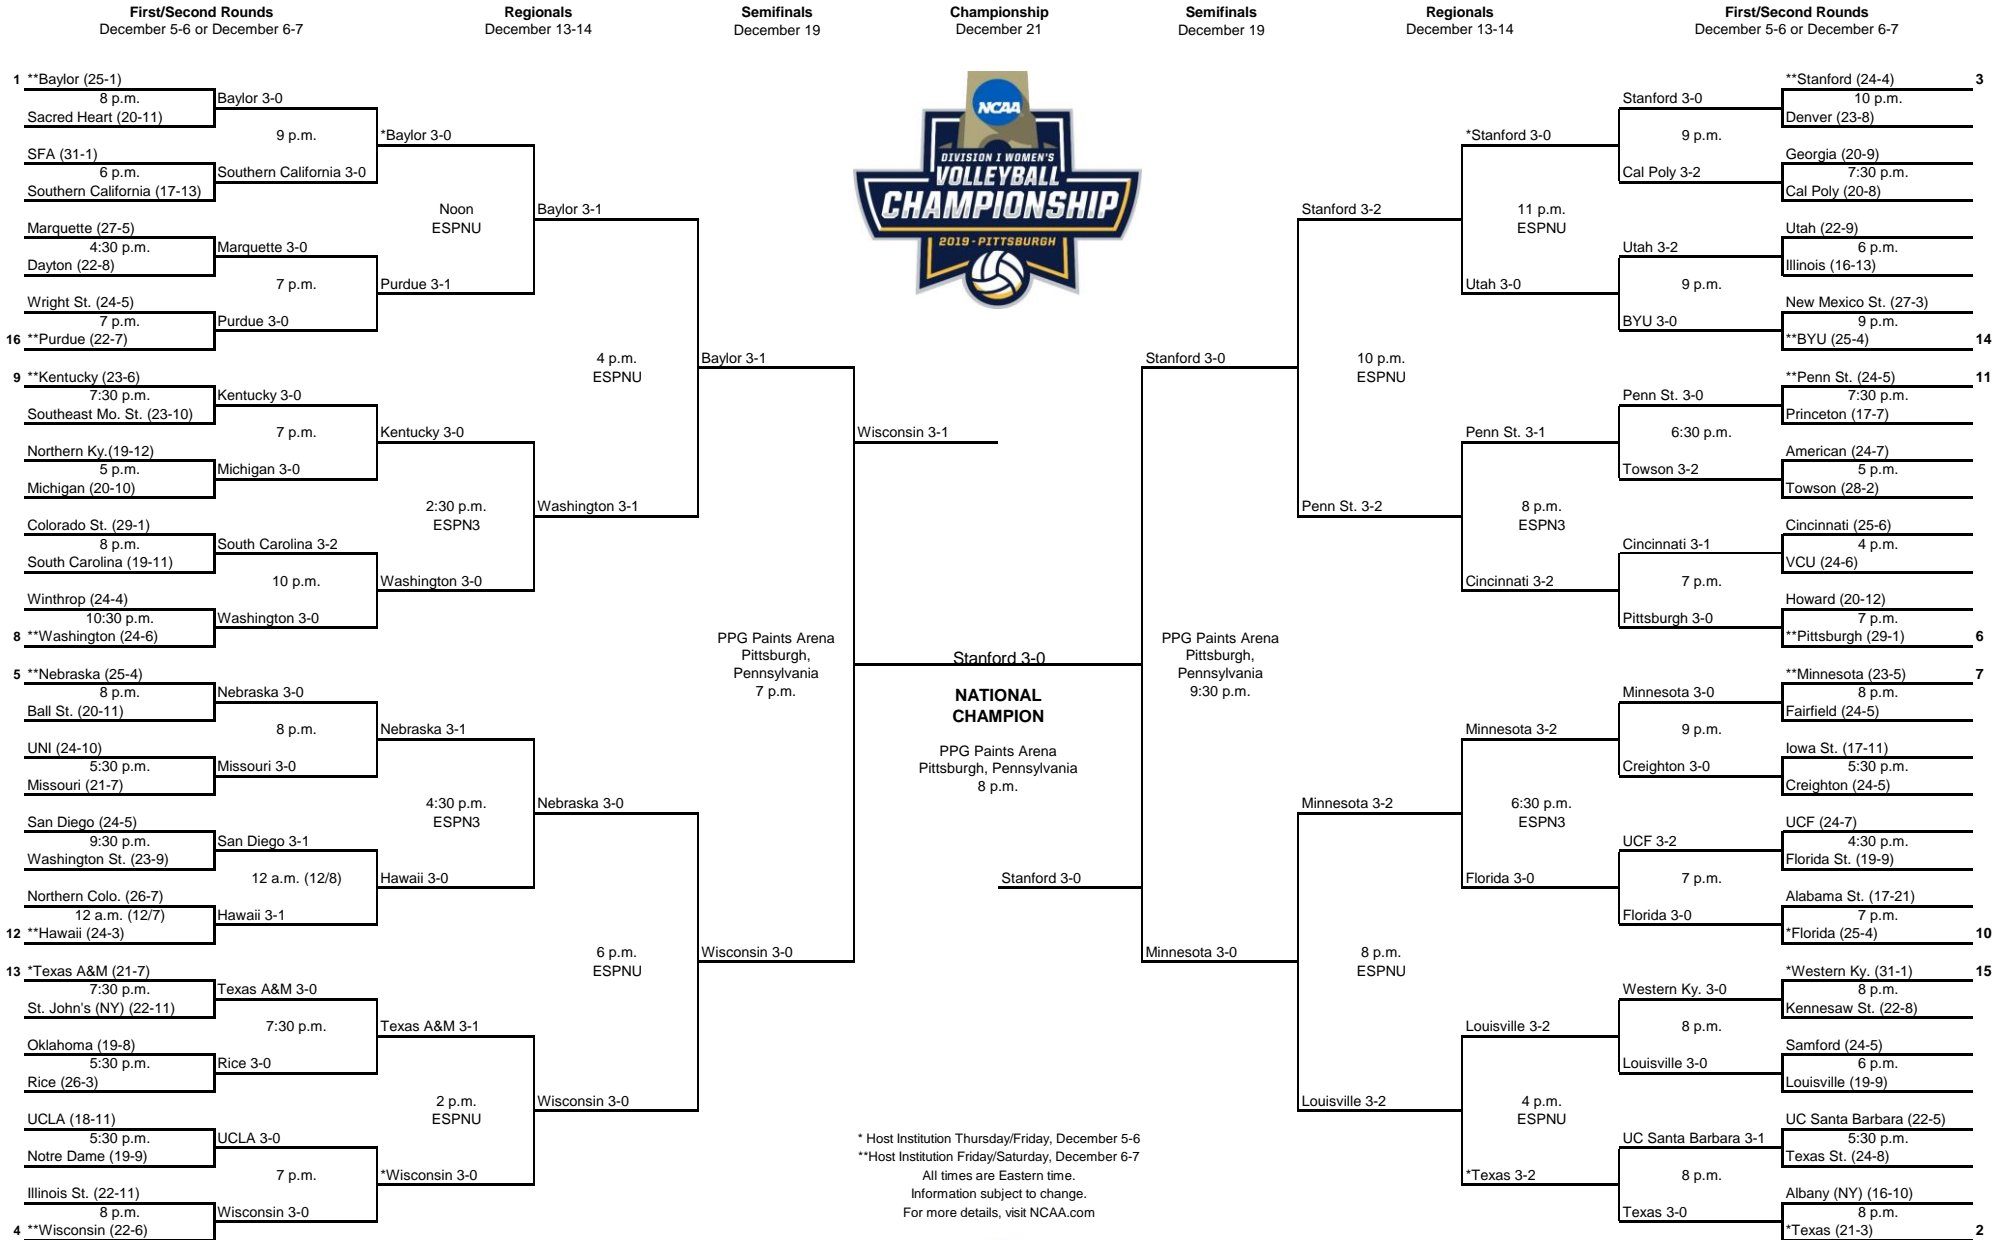 First/Second Rounds
December 5-6 or December 6-7
Regionals
December 13-14
Semifinals
December 19
Championship
December 21
Semifinals
December 19
Regionals
December 13-14
First/Second Rounds
December 5-6 or December 6-7
1 **Baylor (25-1)
8 p.m.
Sacred Heart (20-11)
SFA (31-1)
6 p.m.
Southern California (17-13)
Marquette (27-5)
4:30 p.m.
Dayton (22-8)
Wright St. (24-5)
7 p.m.
16 **Purdue (22-7)
9 **Kentucky (23-6)
7:30 p.m.
Southeast Mo. St. (23-10)
Northern Ky.(19-12)
5 p.m.
Michigan (20-10)
Colorado St. (29-1)
8 p.m.
South Carolina (19-11)
Winthrop (24-4)
10:30 p.m.
8 **Washington (24-6)
5 **Nebraska (25-4)
8 p.m.
Ball St. (20-11)
UNI (24-10)
5:30 p.m.
Missouri (21-7)
San Diego (24-5)
9:30 p.m.
Washington St. (23-9)
Northern Colo. (26-7)
12 a.m. (12/7)
12 **Hawaii (24-3)
13 *Texas A&M (21-7)
7:30 p.m.
St. John's (NY) (22-11)
Oklahoma (19-8)
5:30 p.m.
Rice (26-3)
UCLA (18-11)
5:30 p.m.
Notre Dame (19-9)
Illinois St. (22-11)
8 p.m.
4 **Wisconsin (22-6)
Baylor 3-0
9 p.m.
Southern California 3-0
Marquette 3-0
7 p.m.
Purdue 3-0
Kentucky 3-0
7 p.m.
Michigan 3-0
South Carolina 3-2
10 p.m.
Washington 3-0
Nebraska 3-0
8 p.m.
Missouri 3-0
San Diego 3-1
12 a.m. (12/8)
Hawaii 3-1
Texas A&M 3-0
7:30 p.m.
Rice 3-0
UCLA 3-0
7 p.m.
Wisconsin 3-0
*Baylor 3-0
Noon
ESPNU
Purdue 3-1
Kentucky 3-0
2:30 p.m.
ESPN3
Washington 3-0
Nebraska 3-1
4:30 p.m.
ESPN3
Hawaii 3-0
Texas A&M 3-1
2 p.m.
ESPNU
*Wisconsin 3-0
Baylor 3-1
4 p.m.
ESPNU
Washington 3-1
Nebraska 3-0
6 p.m.
ESPNU
Wisconsin 3-0
Baylor 3-1
PPG Paints Arena
Pittsburgh,
Pennsylvania
7 p.m.
Wisconsin 3-0
NCAA
DIVISION I WOMEN'S
VOLLEYBALL
CHAMPIONSHIP
2019 - PITTSBURGH
Wisconsin 3-1
Stanford 3-0
NATIONAL
CHAMPION
PPG Paints Arena
Pittsburgh, Pennsylvania
8 p.m.
Stanford 3-0
* Host Institution Thursday/Friday, December 5-6
**Host Institution Friday/Saturday, December 6-7
All times are Eastern time.
Information subject to change.
For more details, visit NCAA.com
Stanford 3-0
PPG Paints Arena
Pittsburgh,
Pennsylvania
9:30 p.m.
Minnesota 3-0
Stanford 3-2
10 p.m.
ESPNU
Penn St. 3-2
Minnesota 3-2
8 p.m.
ESPNU
Louisville 3-2
*Stanford 3-0
11 p.m.
ESPNU
Utah 3-0
Penn St. 3-1
8 p.m.
ESPN3
Cincinnati 3-2
Minnesota 3-2
6:30 p.m.
ESPN3
Florida 3-0
Louisville 3-2
4 p.m.
ESPNU
*Texas 3-2
Stanford 3-0
9 p.m.
Cal Poly 3-2
Utah 3-2
9 p.m.
BYU 3-0
Penn St. 3-0
6:30 p.m.
Towson 3-2
Cincinnati 3-1
7 p.m.
Pittsburgh 3-0
Minnesota 3-0
9 p.m.
Creighton 3-0
UCF 3-2
7 p.m.
Florida 3-0
Western Ky. 3-0
8 p.m.
Louisville 3-0
UC Santa Barbara 3-1
8 p.m.
Texas 3-0
**Stanford (24-4) 3
10 p.m.
Denver (23-8)
Georgia (20-9)
7:30 p.m.
Cal Poly (20-8)
Utah (22-9)
6 p.m.
Illinois (16-13)
New Mexico St. (27-3)
9 p.m.
**BYU (25-4) 14
**Penn St. (24-5) 11
7:30 p.m.
Princeton (17-7)
American (24-7)
5 p.m.
Towson (28-2)
Cincinnati (25-6)
4 p.m.
VCU (24-6)
Howard (20-12)
7 p.m.
**Pittsburgh (29-1) 6
**Minnesota (23-5) 7
8 p.m.
Fairfield (24-5)
Iowa St. (17-11)
5:30 p.m.
Creighton (24-5)
UCF (24-7)
4:30 p.m.
Florida St. (19-9)
Alabama St. (17-21)
7 p.m.
*Florida (25-4) 10
*Western Ky. (31-1) 15
8 p.m.
Kennesaw St. (22-8)
Samford (24-5)
6 p.m.
Louisville (19-9)
UC Santa Barbara (22-5)
5:30 p.m.
Texas St. (24-8)
Albany (NY) (16-10)
8 p.m.
*Texas (21-3) 2